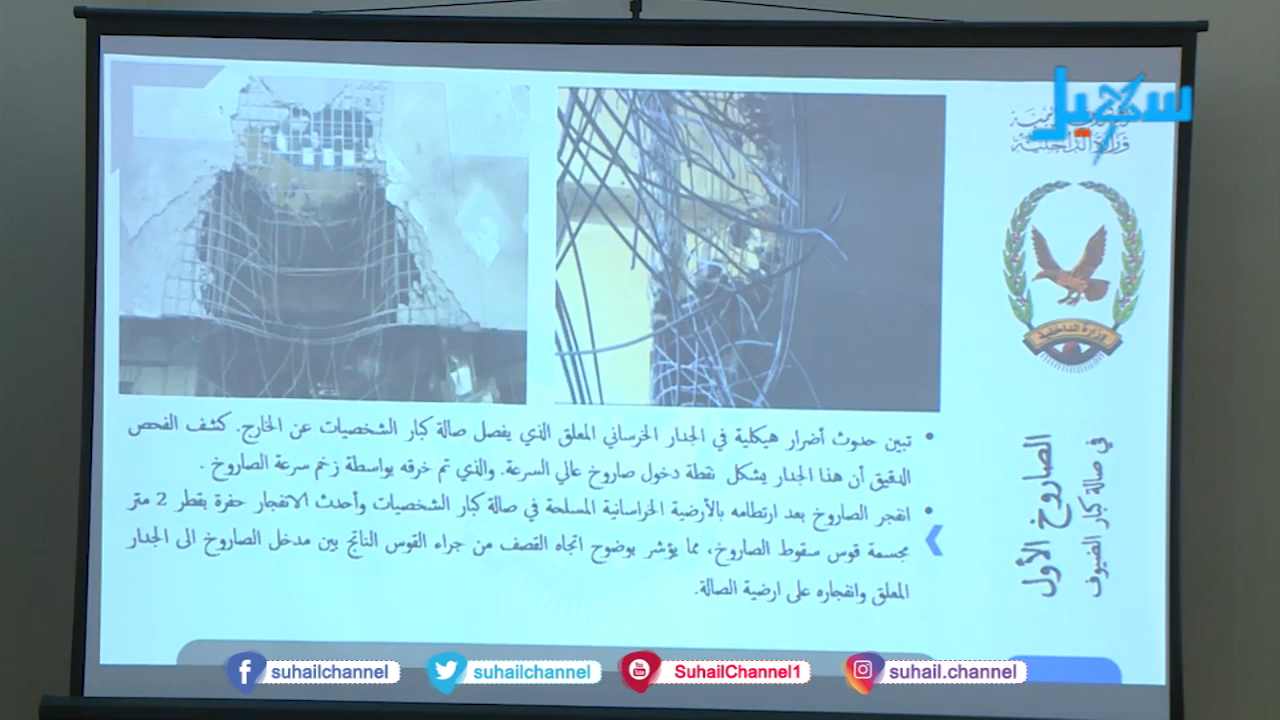 سهيل
وزارة الداخلية
وزارة الداخلية
الصاروخ الأول
في صالة كبار الضيوف
• تبين حدوث أضرار هيكلية في الجدار الخرساني المعلق الذي يفصل صالة كبار الشخصيات عن الخارج. كشف الفحص
الدقيق أن هذا الجدار يشكل نقطة دخول صاروخ عالي السرعة. والذي تم خرقه بواسطة زخم سرعة الصاروخ .
• انفجر الصاروخ بعد ارتطامه بالأرضية الخراسانية المسلحة في صالة كبار الشخصيات وأحدث الانفجار حفرة بقطر 2 متر
مجسمة قوس سقوط الصاروخ، مما يؤشر بوضوح اتجاه القصف من جراء القوس الناتج بين مدخل الصاروخ الى الجدار
المعلق وانفجاره على ارضية الصالة.
suhailchannel
suhailchannel
You Tube SuhailChannel1
suhail.channel